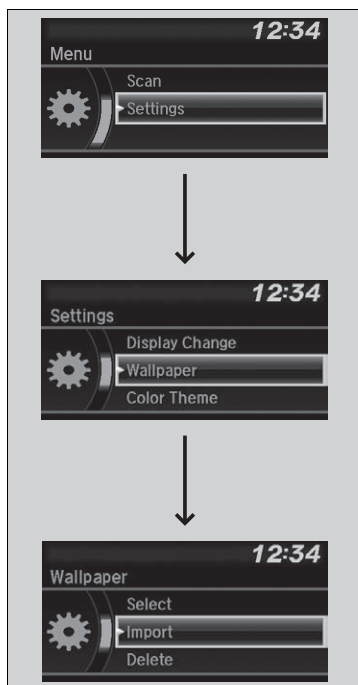 12:34
Menu
Scan
Settings
12:34
Settings
Display Change
Wallpaper
Color Theme
12:34
Wallpaper
Select
Import
Delete